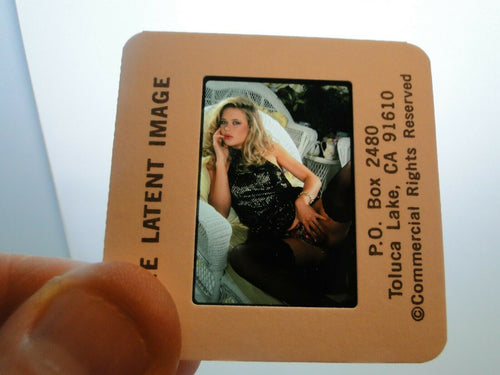 E LATENT IMAGE
P.O. Box 2480
Toluca Lake, CA 91610
©Commercial Rights Reserved